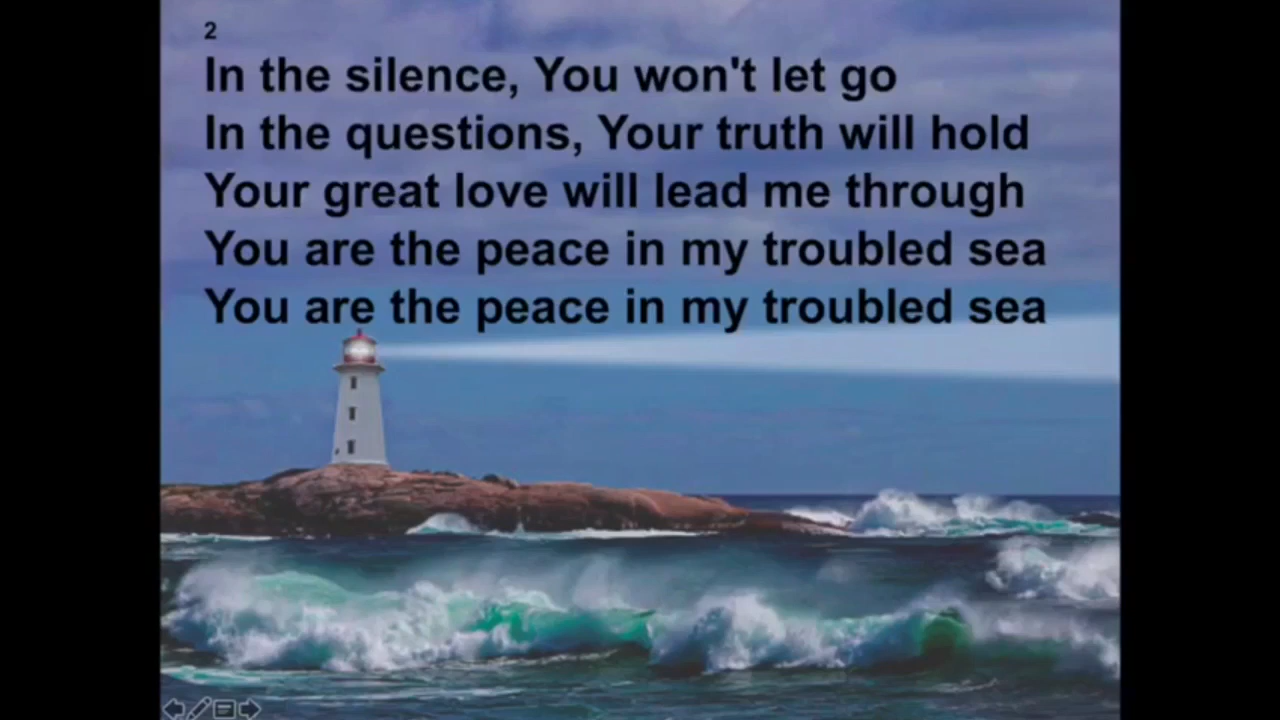 2
In the silence, You won't let go
In the questions, Your truth will hold
Your great love will lead me through
You are the peace in my troubled sea
You are the peace in my troubled sea